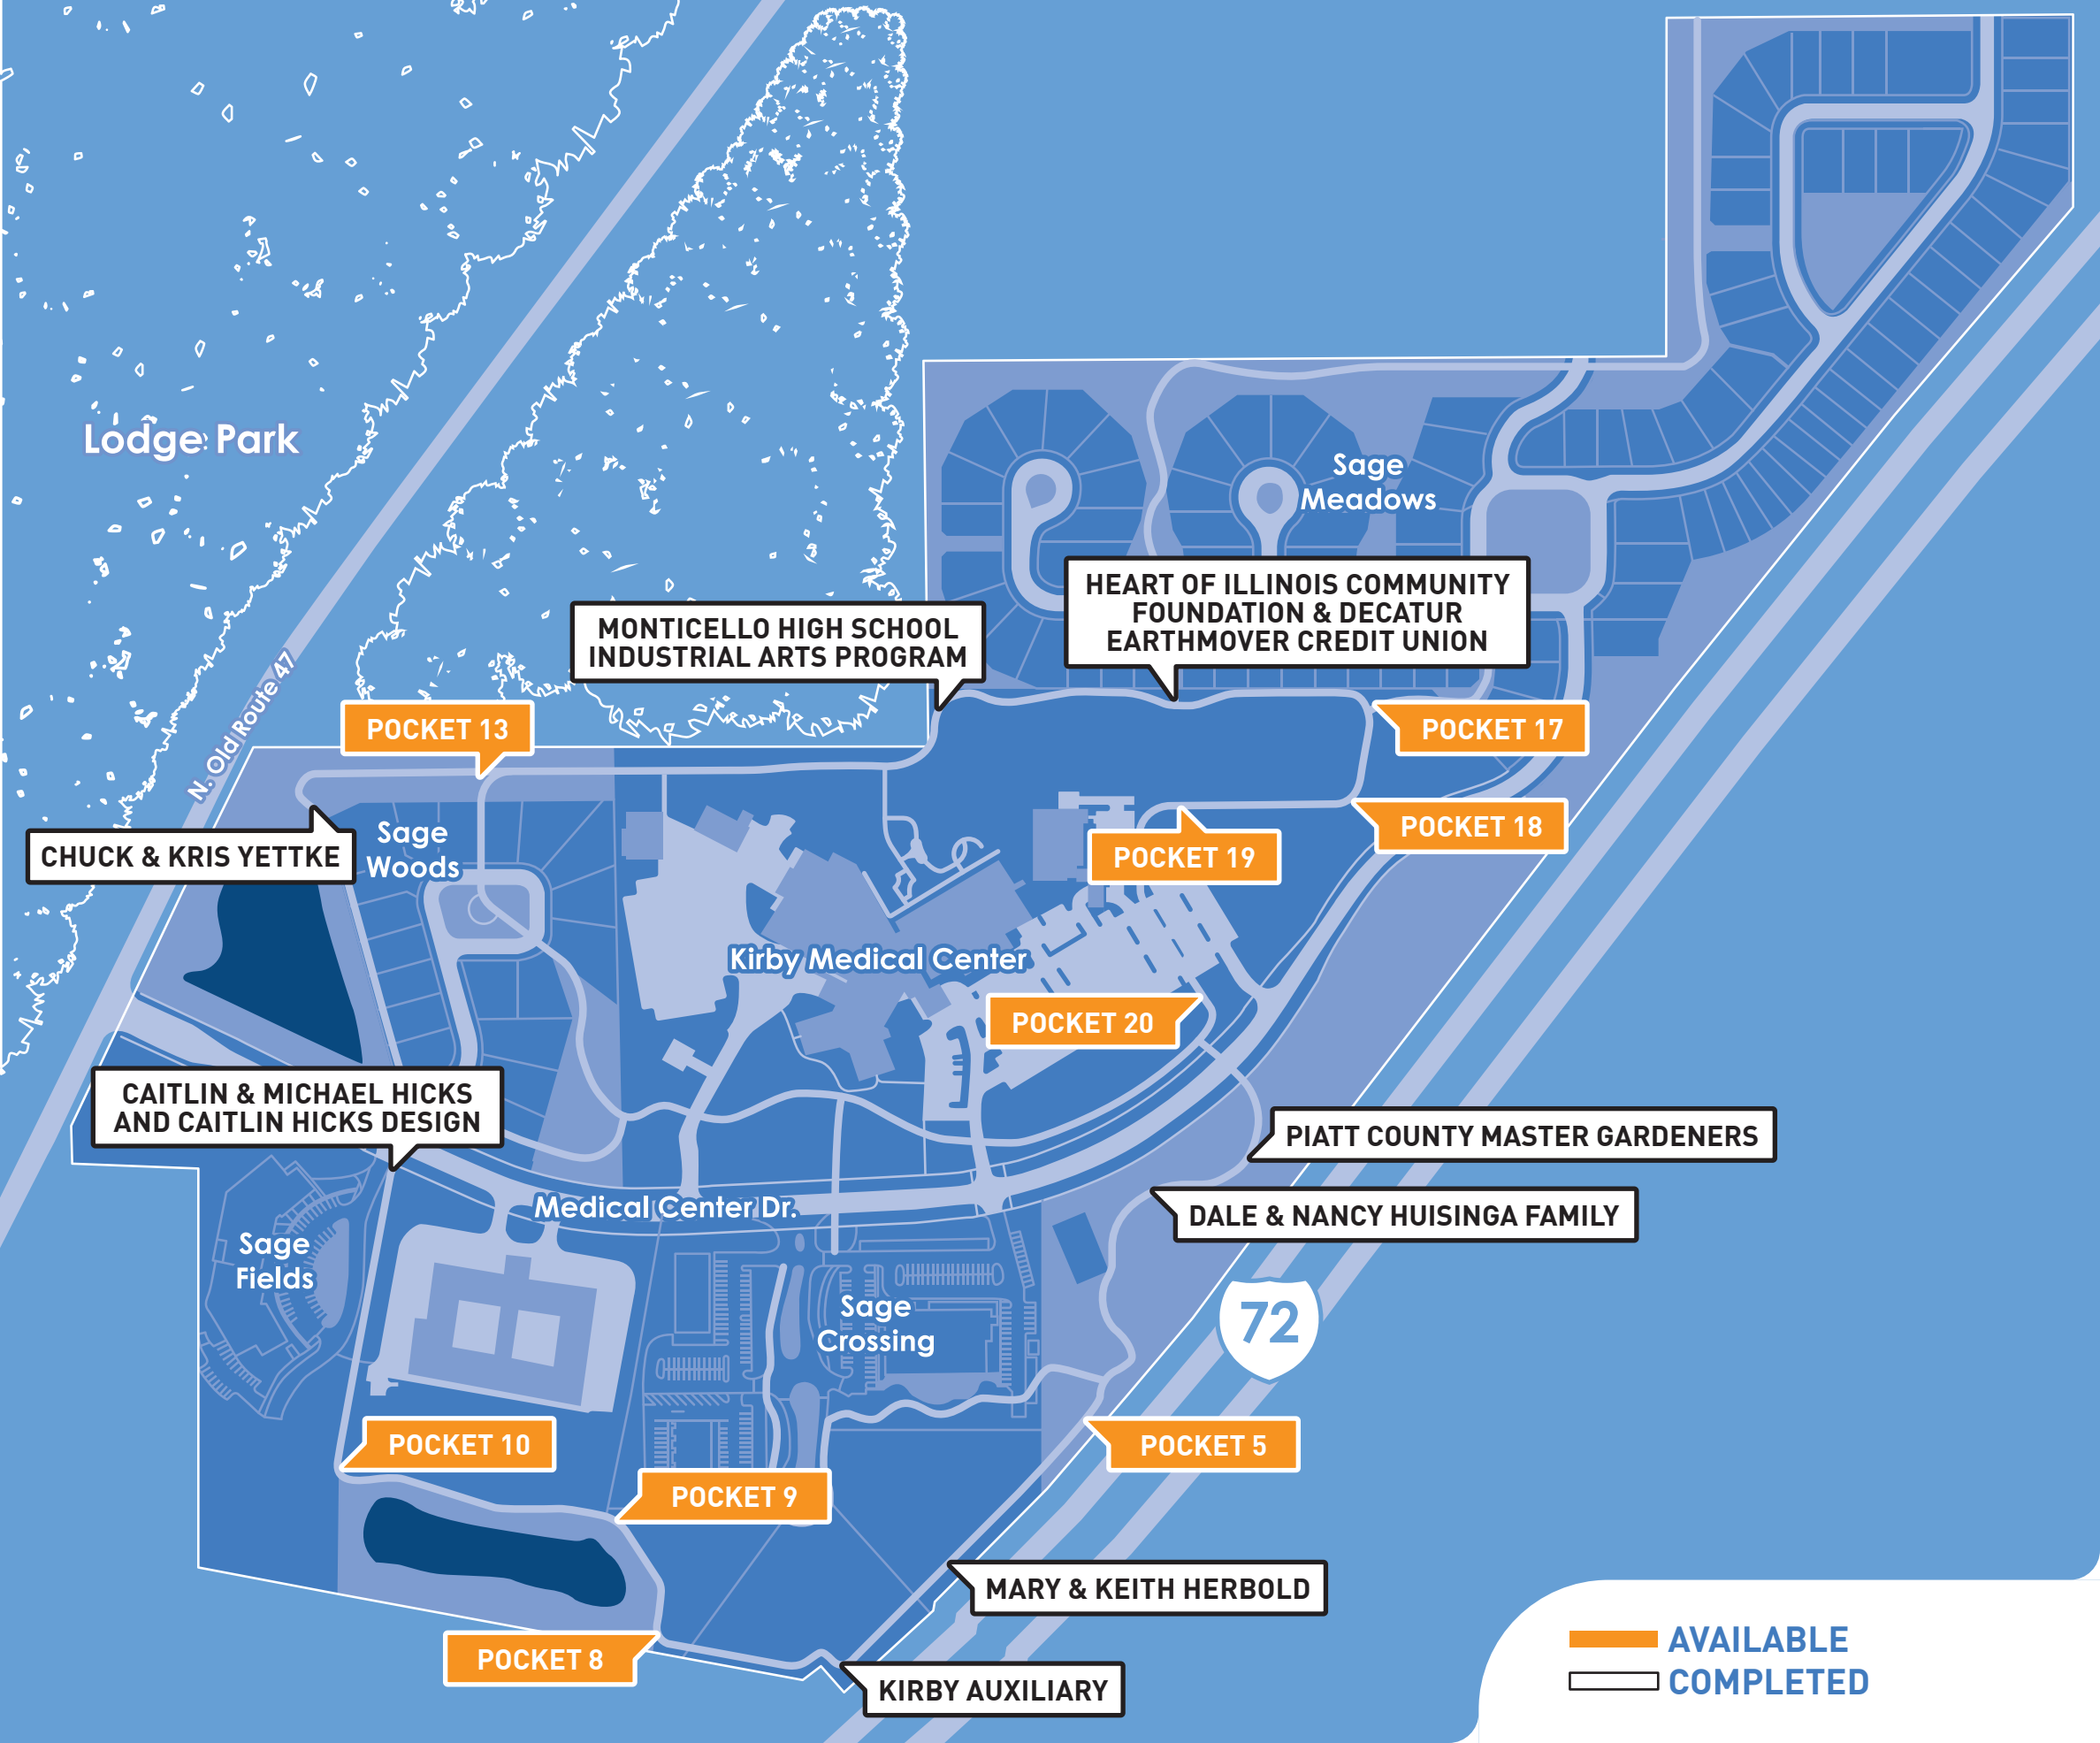 Lodge Park
Sage
Meadows
HEART OF ILLINOIS COMMUNITY
FOUNDATION & DECATUR
EARTHMOVER CREDIT UNION
MONTICELLO HIGH SCHOOL
INDUSTRIAL ARTS PROGRAM
N. Old Route 47
POCKET 13
POCKET 17
POCKET 18
CHUCK & KRIS YETTKE
Sage
Woods
POCKET 19
Kirby Medical Center
POCKET 20
CAITLIN & MICHAEL HICKS
AND CAITLIN HICKS DESIGN
PIATT COUNTY MASTER GARDENERS
Medical Center Dr.
DALE & NANCY HUISINGA FAMILY
Sage
Fields
Sage
Crossing
72
POCKET 10
POCKET 5
POCKET 9
MARY & KEITH HERBOLD
POCKET 8
KIRBY AUXILIARY
AVAILABLE
COMPLETED